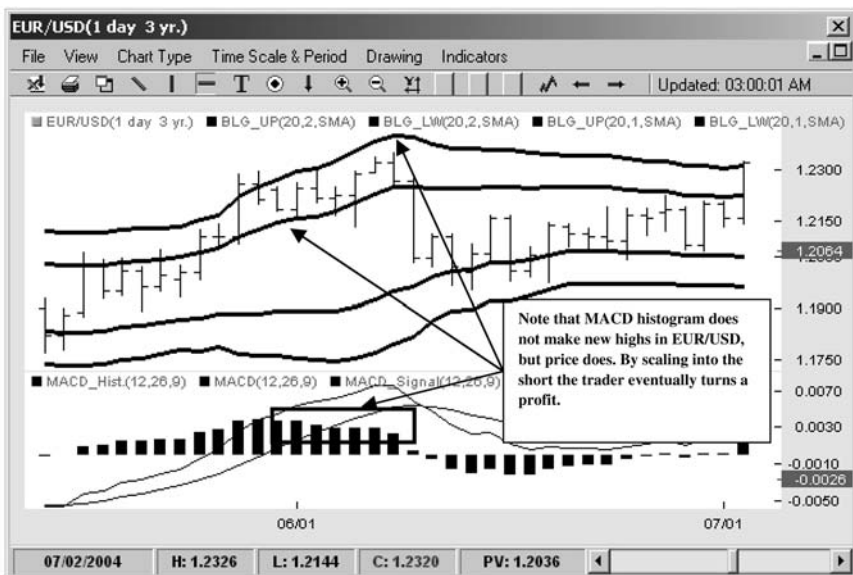 EUR/USD(1 day 3 yr.)
File View Chart Type Time Scale & Period Drawing Indicators
T Updated: 03:00:01 AM
EUR/USD(1 day 3 yr.) BLG_UP(20,2,SMA) BLG_LW(20,2,SMA) BLG_UP(20,1,SMA) BLG_LW(20,1,SMA)
1.2300
1.2150
1.2064
1.1900
1.1750
Note that MACD histogram does
not make new highs in EUR/USD,
but price does. By scaling into the
short the trader eventually turns a
profit.
MACD_Hist.(12,26,9) MACD(12,26,9) MACD_Signal(12,26,9)
0.0070
0.0030
-0.0010
-0.0026
-0.0050
06/01 07/01
07/02/2004 H: 1.2326 L: 1.2144 C: 1.2320 PV: 1.2036